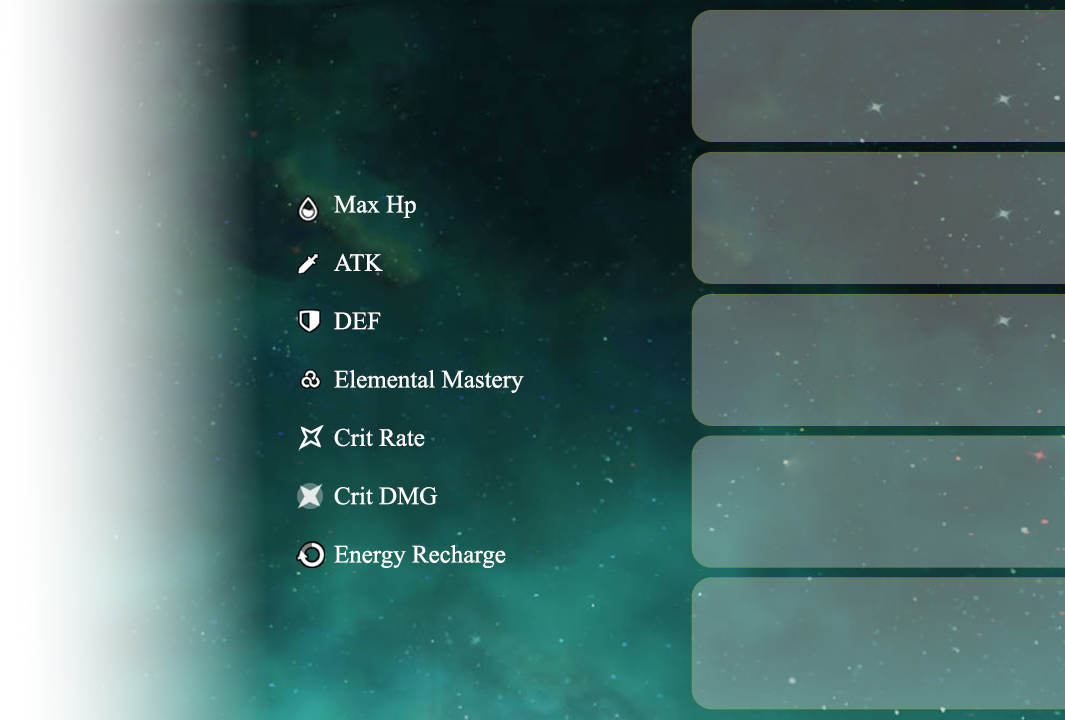 Max Hp
ATK
DEF
Elemental Mastery
Crit Rate
Crit DMG
Energy Recharge